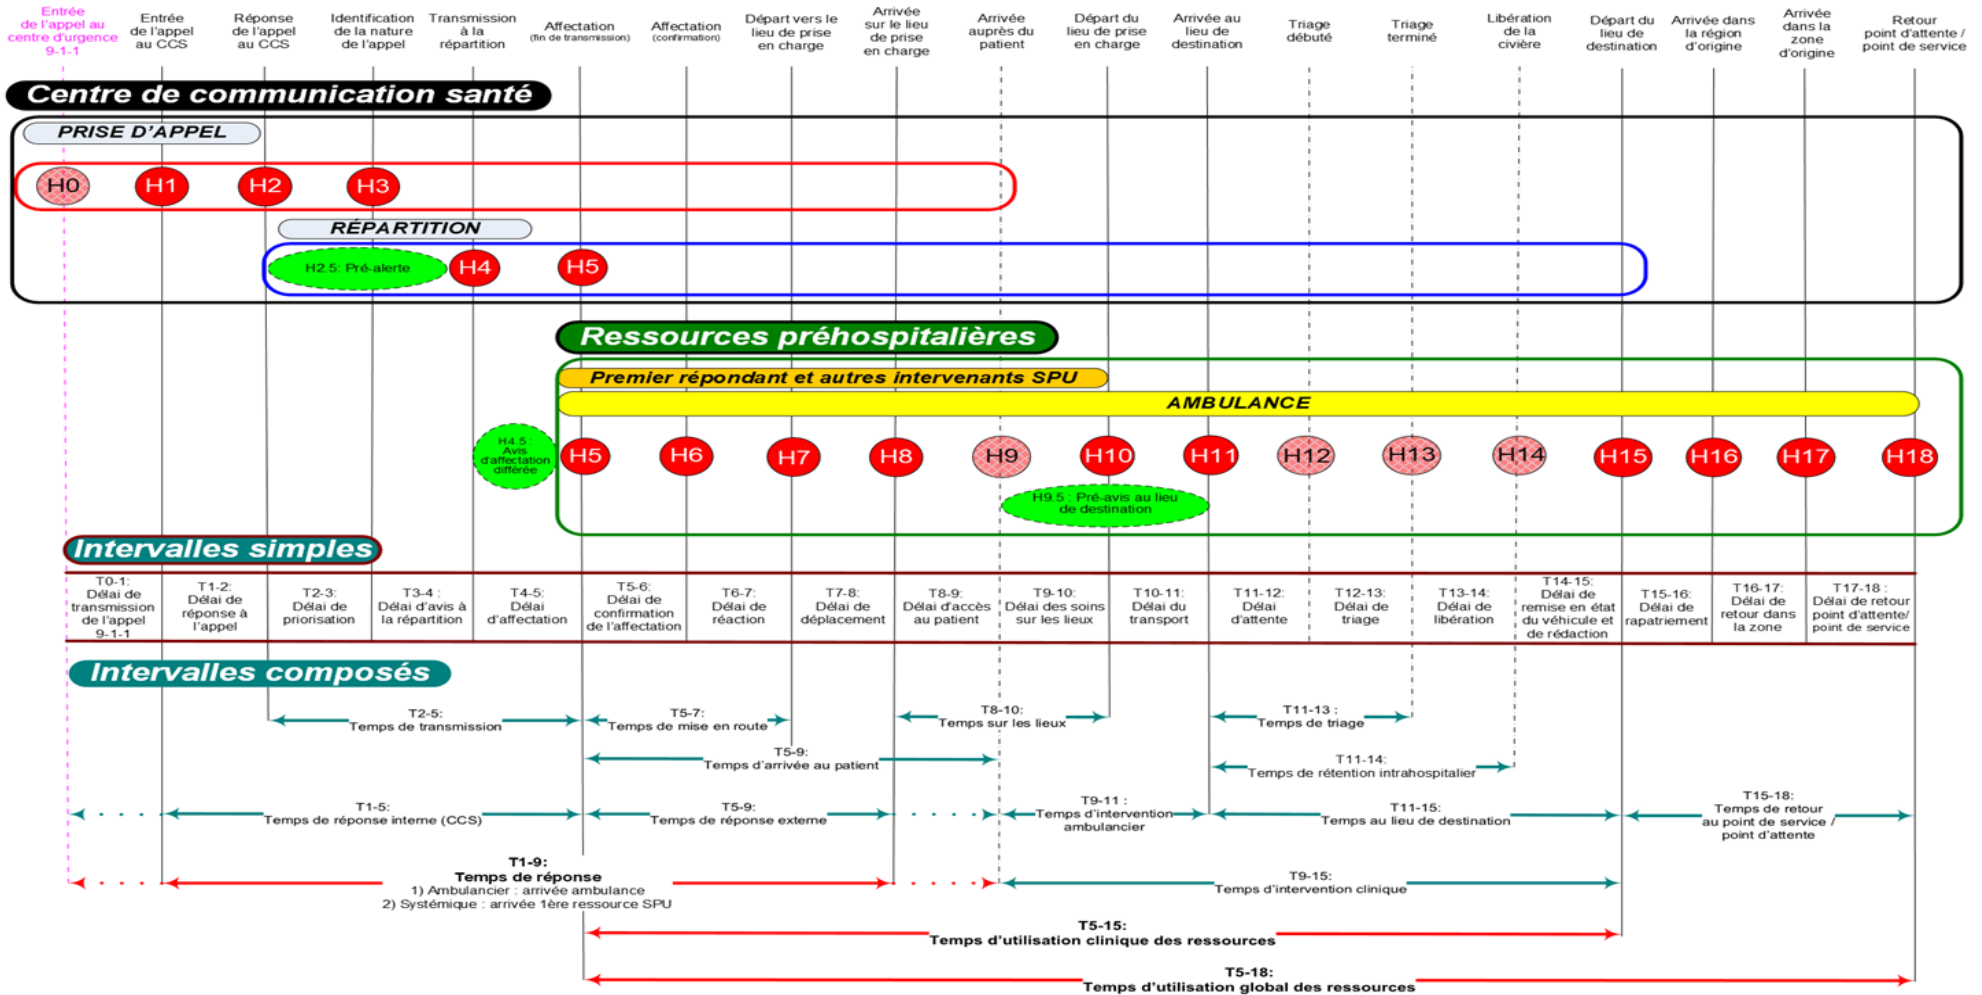 Entrée
de l'appel au
centre d'urgence
9-1-1
Entrée
de l'appel
au CCS
Réponse
de l'appel
au CCS
Identification
de la nature
de l'appel
Transmission
à la
répartition
Affectation
(fin de transmission)
Affectation
(confirmation)
Départ vers le
lieu de prise
en charge
Arrivée
sur le lieu
de prise
en charge
Arrivée
auprès du
patient
Départ du
lieu de prise
en charge
Arrivée au
lieu de
destination
Triage
débuté
Triage
terminé
Libération
de la
civière
Départ du
lieu de
destination
Arrivée dans
la région
d'origine
Arrivée
dans la
zone
d'origine
Retour
point d'attente /
point de service
Centre de communication santé
PRISE D'APPEL
H0
H1
H2
H3
RÉPARTITION
H2.5: Pré-alerte
H4
H5
Ressources préhospitalières
Premier répondant et autres intervenants SPU
AMBULANCE
H4.5 :
Avis
d'affectation
différée
H5
H6
H7
H8
H9
H10
H11
H12
H13
H14
H15
H16
H17
H18
H9.5 : Pré-avis au lieu
de destination
Intervalles simples
T0-1:
Délai de
transmission
de l'appel
9-1-1
T1-2:
Délai de
réponse à
l'appel
T2-3:
Délai de
priorisation
T3-4 :
Délai d'avis à
la répartition
T4-5:
Délai
d'affectation
T5-6:
Délai de
confirmation
de l'affectation
T6-7:
Délai de
réaction
T7-8:
Délai de
déplacement
T8-9:
Délai d'accès
au patient
T9-10:
Délai des soins
sur les lieux
T10-11:
Délai du
transport
T11-12:
Délai
d'attente
T12-13:
Délai de
triage
T13-14:
Délai de
libération
T14-15:
Délai de
remise en état
du véhicule et
de rédaction
T15-16:
Délai de
rapatriement
T16-17:
Délai de
retour dans
la zone
T17-18 :
Délai de retour
point d'attente/
point de service
Intervalles composés
T2-5:
Temps de transmission
T5-7:
Temps de mise en route
T8-10:
Temps sur les lieux
T11-13 :
Temps de triage
T5-9:
Temps d'arrivée au patient
T11-14:
Temps de rétention intrahospitalier
T1-5:
Temps de réponse interne (CCS)
T5-9:
Temps de réponse externe
T9-11 :
Temps d'intervention
ambulancier
T11-15:
Temps au lieu de destination
T15-18:
Temps de retour
au point de service /
point d'attente
T1-9:
Temps de réponse
1) Ambulancier : arrivée ambulance
2) Systémique : arrivée 1ère ressource SPU
T9-15:
Temps d'intervention clinique
T5-15:
Temps d'utilisation clinique des ressources
T5-18:
Temps d'utilisation global des ressources